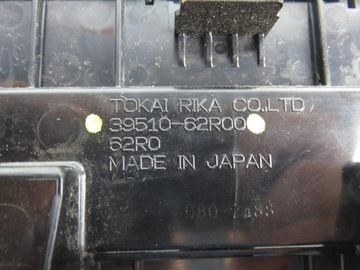 TOKAI RIKA CO.LTD
39510-62R00
62R0
MADE IN JAPAN